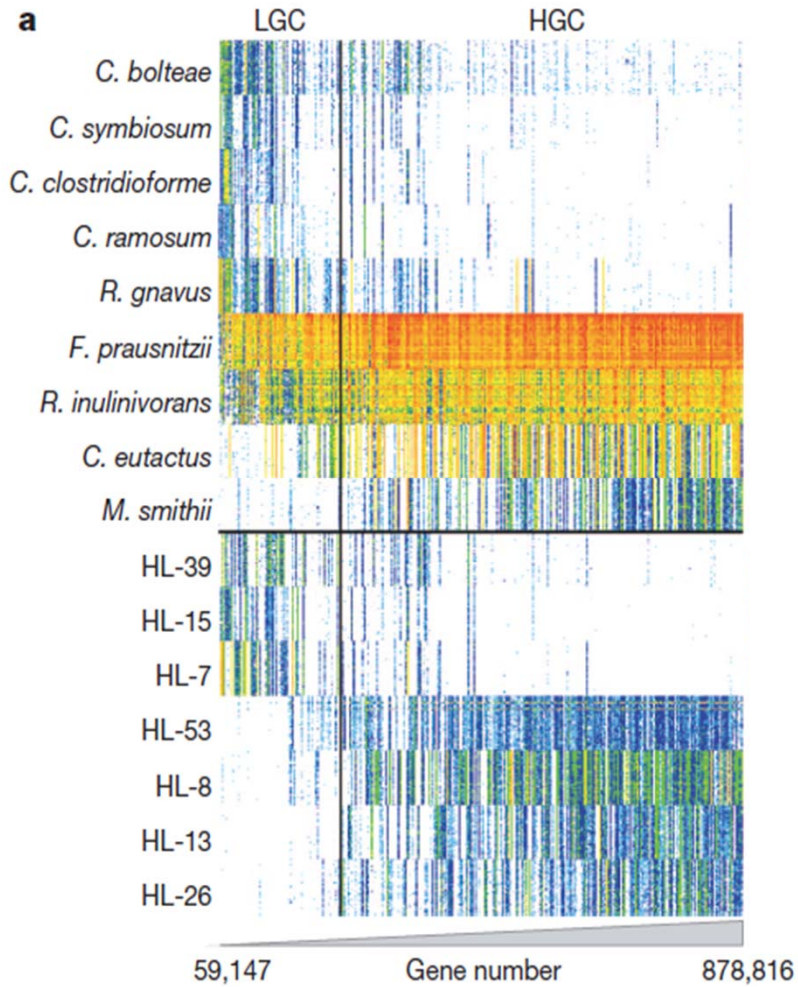 a
LGC HGC
C. bolteae
C. symbiosum
C. clostridioforme
C. ramosum
R. gnavus
F. prausnitzii
R. inulinivorans
C. eutactus
M. smithii
HL-39
HL-15
HL-7
HL-53
HL-8
HL-13
HL-26
59,147 Gene number 878,816